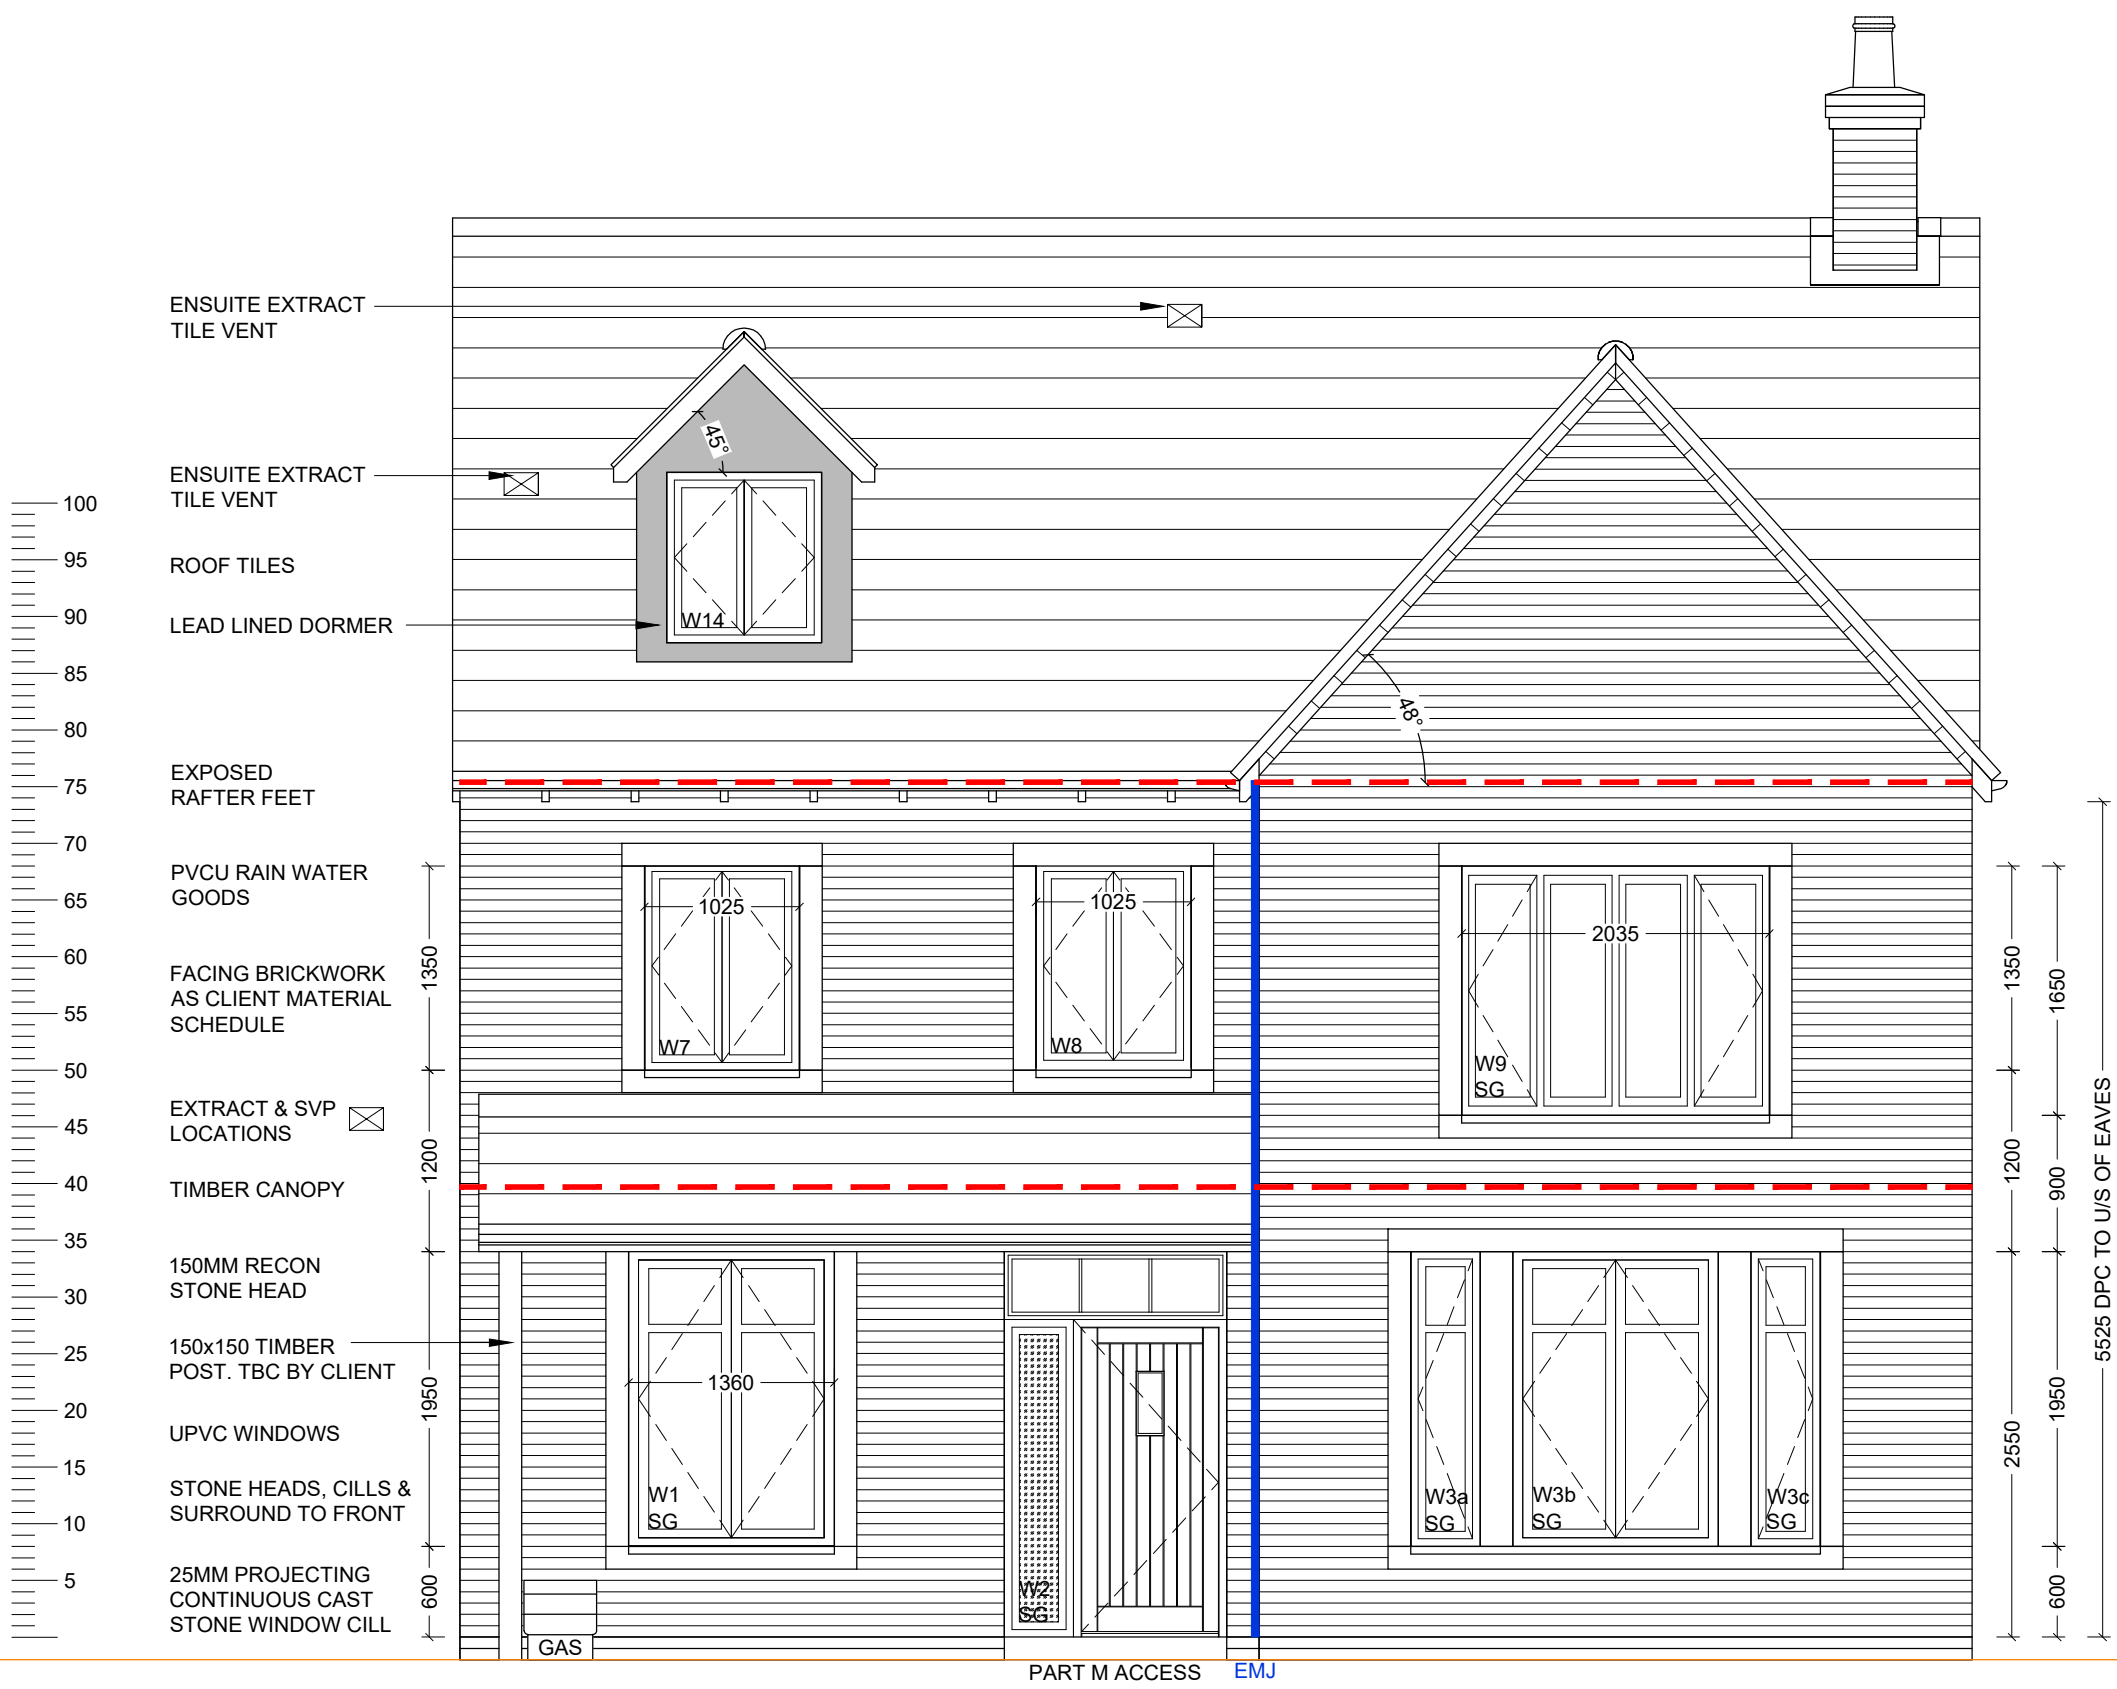 ENSUITE EXTRACT
TILE VENT
45°
ENSUITE EXTRACT
TILE VENT
100
95
ROOF TILES
90
LEAD LINED DORMER
W14
85
48°
80
EXPOSED
RAFTER FEET
75
70
PVCU RAIN WATER
GOODS
65
1025
1025
2035
60
FACING BRICKWORK
AS CLIENT MATERIAL
SCHEDULE
1350
1350
1650
55
W7
W8
W9
SG
50
EXTRACT & SVP
LOCATIONS
45
1200
1200
900
TIMBER CANOPY
40
5525 DPC TO U/S OF EAVES
35
150MM RECON
STONE HEAD
30
150x150 TIMBER
POST. TBC BY CLIENT
25
1360
1950
1950
20
UPVC WINDOWS
2550
15
STONE HEADS, CILLS &
SURROUND TO FRONT
W1
SG
W3a
SG
W3b
SG
W3c
SG
10
25MM PROJECTING
CONTINUOUS CAST
STONE WINDOW CILL
5
600
W2
SG
600
GAS
PART M ACCESS
EMJ